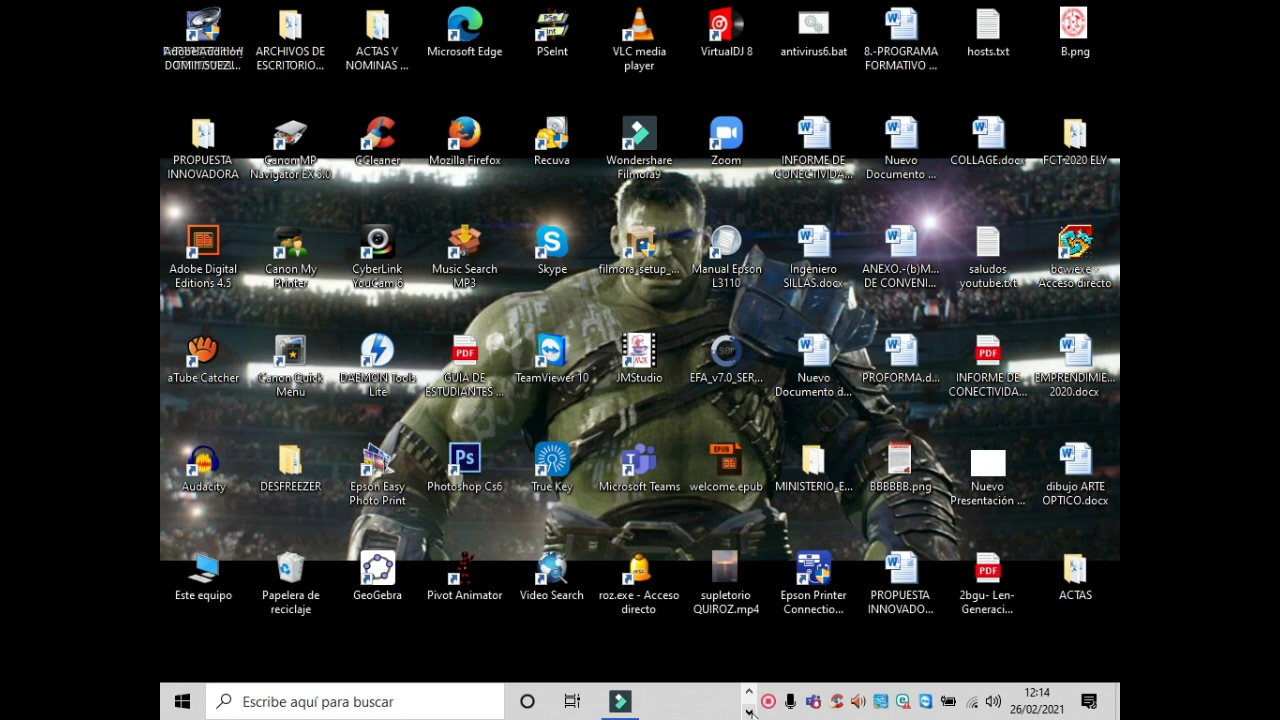 DOMINGUEZ...
ARCHIVOS DE
ESCRITORIO...
ACTAS Y
NOMINAS ...
Microsoft Edge
PSeInt
VLC media
player
VirtualDJ 8
antivirus6.bat
8.-PROGRAMA
FORMATIVO ...
hosts.txt
B.png
PROPUESTA
INNOVADORA
Canon MP
Navigator EX 3.0
CCleaner
Mozilla Firefox
Recuva
Wondershare
Filmora9
Zoom
INFORME DE
CONECTIVIDA...
Nuevo
Documento ...
COLLAGE.docx
FCT 2020 ELY
Adobe Digital
Editions 4.5
Canon My
Printer
CyberLink
YouCam 6
Music Search
MP3
Skype
filmora_setup_...
Manual Epson
L3110
Ingeniero
SILLAS.docx
ANEXO.-(b)M...
DE CONVENI...
saludos
youtube.txt
bcw.exe -
Acceso directo
aTube Catcher
Canon Quick
Menu
DAEMON Tools
Lite
PDF
GUIA DE
ESTUDIANTES ...
TeamViewer 10
JMStudio
EFA_v7.0_SER...
Nuevo
Documento d...
PROFORMA.d...
PDF
INFORME DE
CONECTIVIDA...
EMPRENDIMIE...
2020.docx
Audacity
DESFREEZER
Epson Easy
Photo Print
Ps
Photoshop Cs6
True Key
Microsoft Teams
EPUB
welcome.epub
MINISTERIO_E...
BBBBBB.png
Nuevo
Presentación ...
dibujo ARTE
OPTICO.docx
Este equipo
Papelera de
reciclaje
GeoGebra
Pivot Animator
Video Search
roz.exe - Acceso
directo
supletorio
QUIROZ.mp4
Epson Printer
Connectio...
PROPUESTA
INNOVADO...
PDF
2bgu- Len-
Generaci...
ACTAS
Escribe aquí para buscar
12:14
26/02/2021